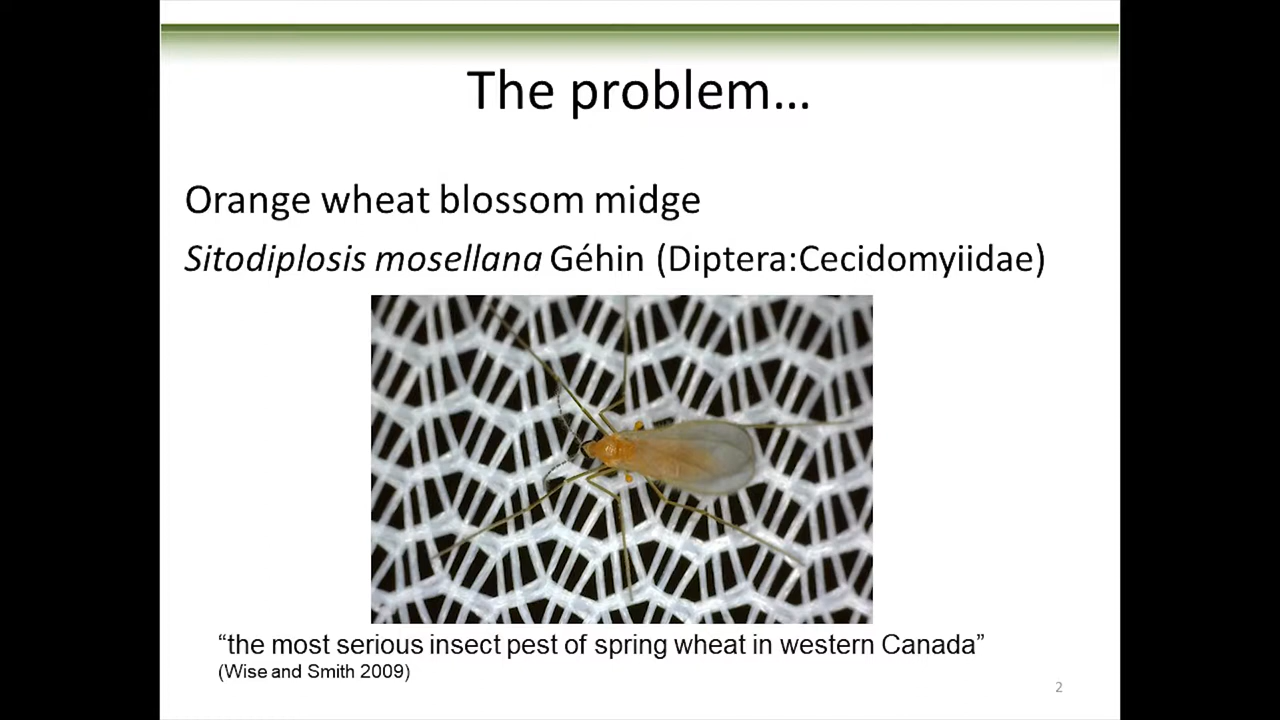 The problem…
Orange wheat blossom midge
Sitodiplosis mosellana Géhin (Diptera:Cecidomyiidae)
“the most serious insect pest of spring wheat in western Canada”
(Wise and Smith 2009)
2